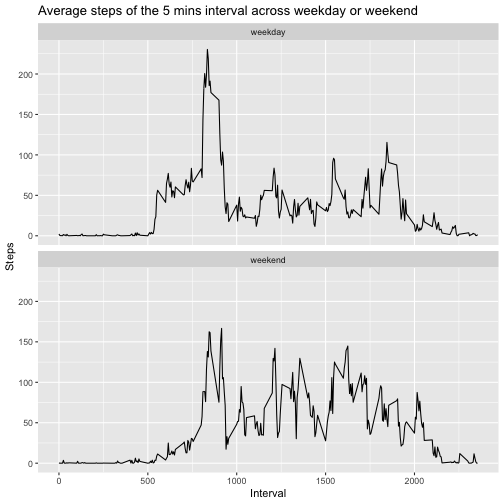 Average steps of the 5 mins interval across weekday or weekend
weekday
200
150
100
50
0
Steps
weekend
200
150
100
50
0
0 500 1000 1500 2000
Interval